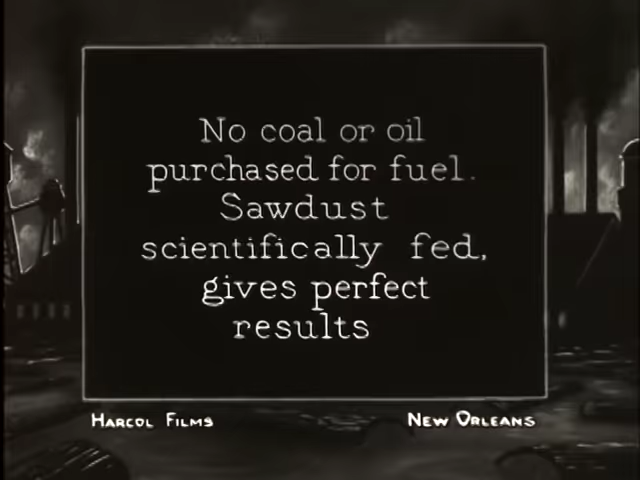 No coal or oil
purchased for fuel.
Sawdust
scientifically fed,
gives perfect
results
Harcol Films
New Orleans